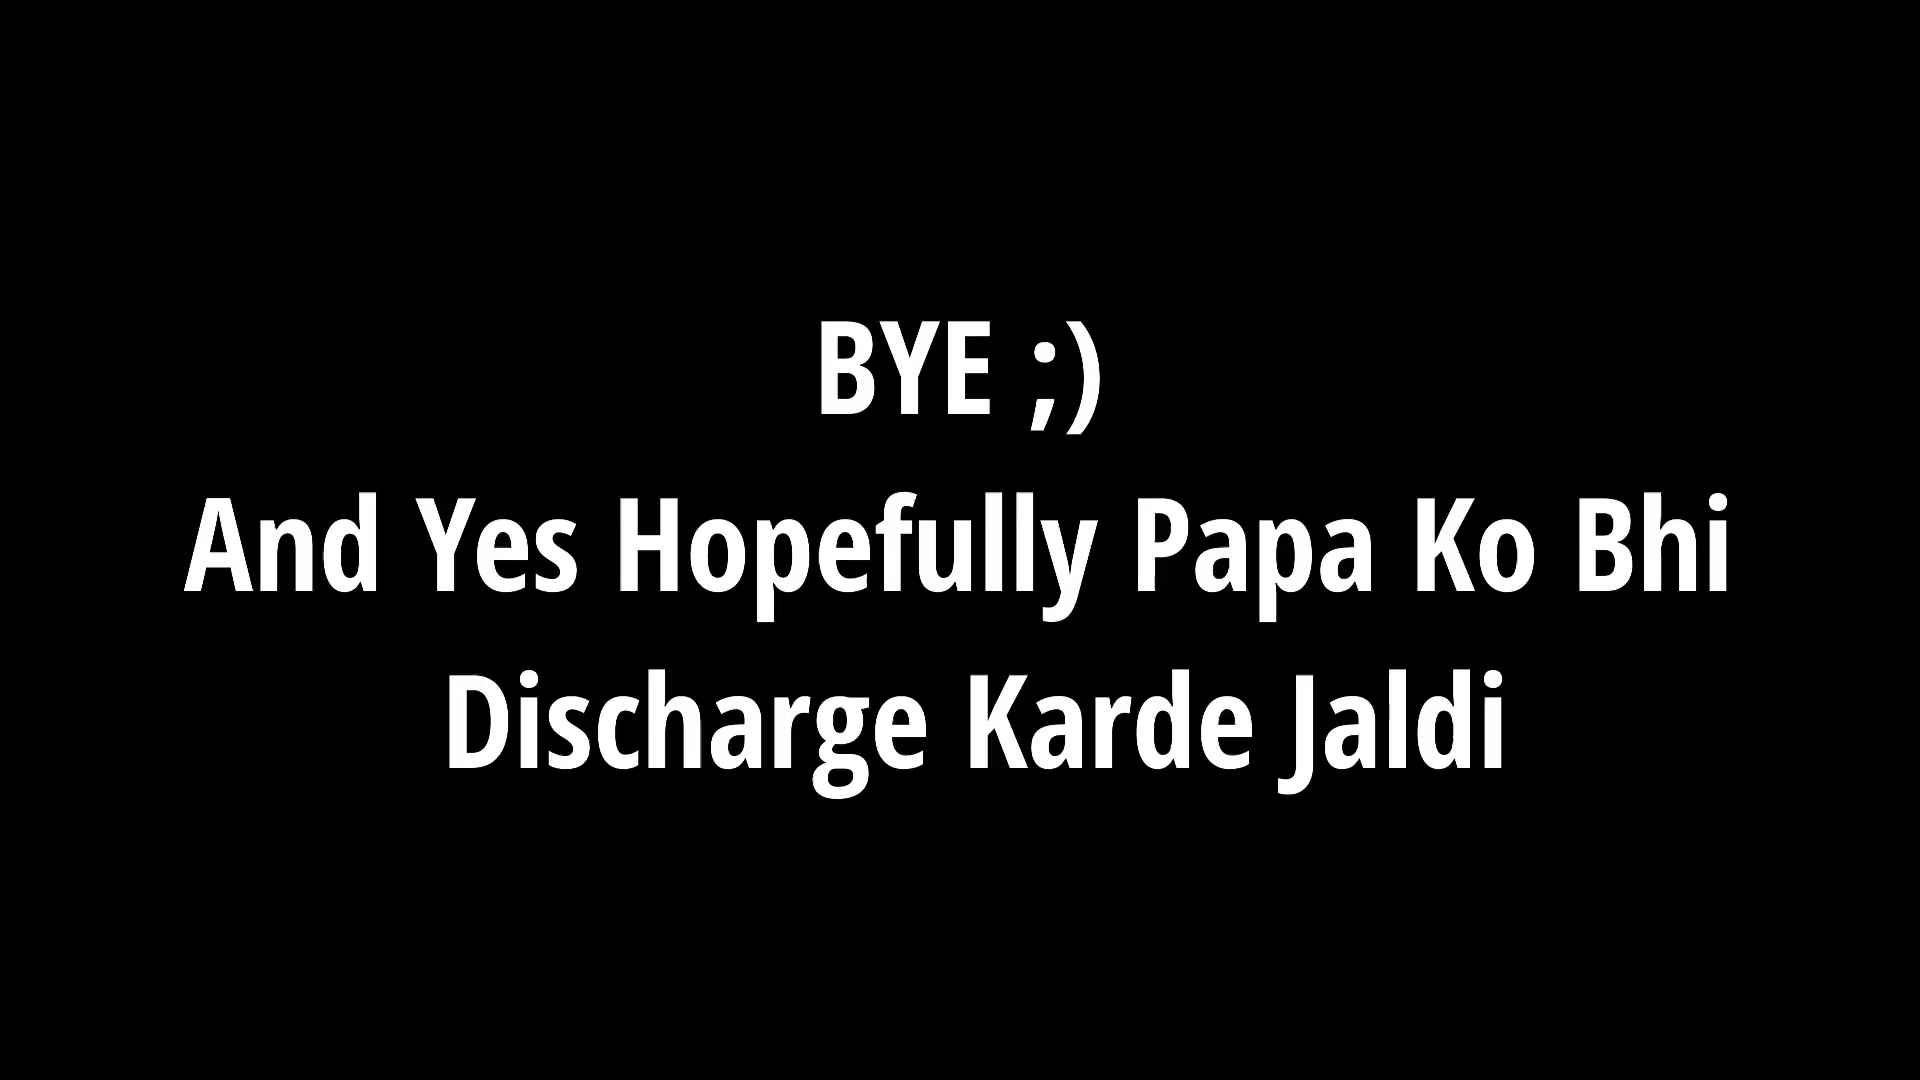 BYE ;)
And Yes Hopefully Papa Ko Bhi
Discharge Karde Jaldi